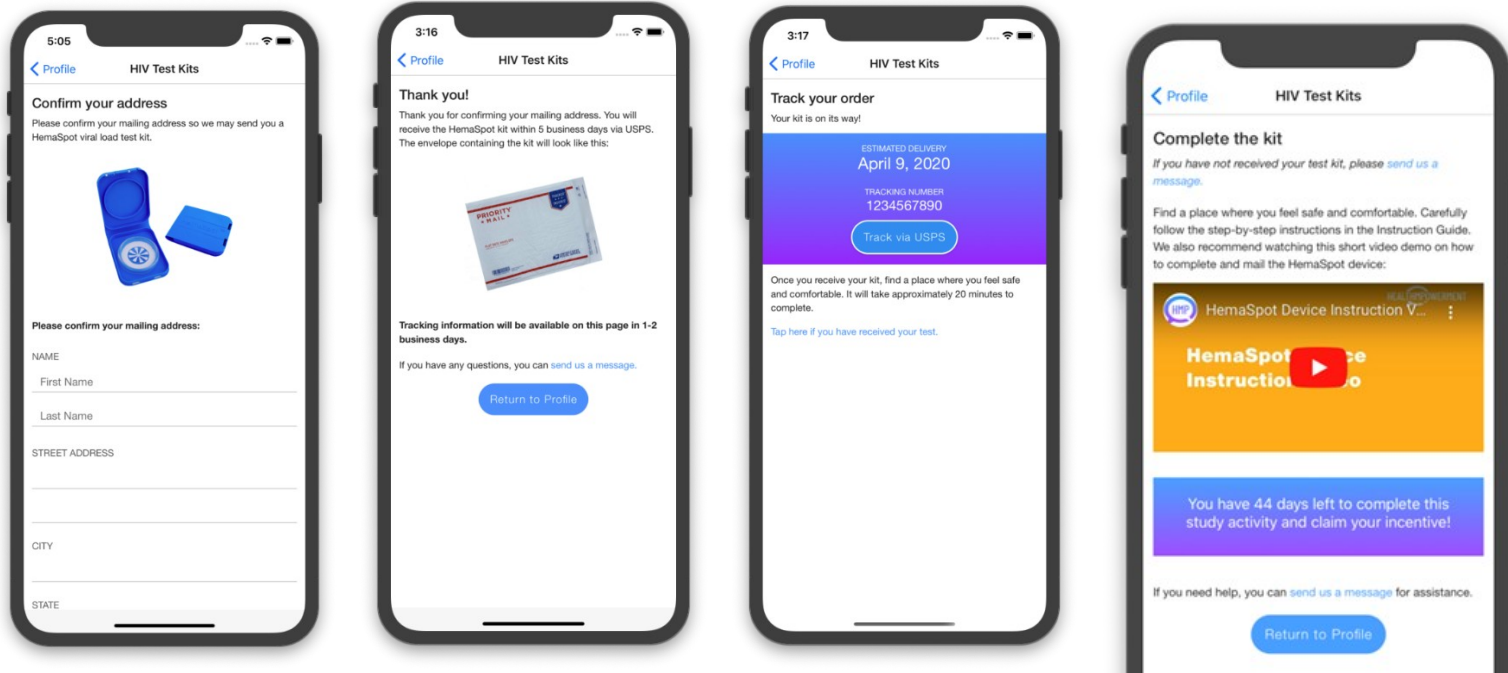 5:05
Profile
HIV Test Kits
Confirm your address
Please confirm your mailing address so we may send you a
HemaSpot viral load test kit.
Please confirm your mailing address:
NAME
First Name
Last Name
STREET ADDRESS
CITY
STATE
3:16
Profile
HIV Test Kits
Thank you!
Thank you for confirming your mailing address. You will
receive the HemaSpot kit within 5 business days via USPS.
The envelope containing the kit will look like this:
PRIORITY
MAIL
Tracking information will be available on this page in 1-2
business days.
If you have any questions, you can send us a message.
Return to Profile
3:17
Profile
HIV Test Kits
Track your order
Your kit is on its way!
ESTIMATED DELIVERY
April 9, 2020
TRACKING NUMBER
1234567890
Track via USPS
Once you receive your kit, find a place where you feel safe
and comfortable. It will take approximately 20 minutes to
complete.
Tap here if you have received your test.
Profile
HIV Test Kits
Complete the kit
If you have not received your test kit, please send us a
message.
Find a place where you feel safe and comfortable. Carefully
follow the step-by-step instructions in the Instruction Guide.
We also recommend watching this short video demo on how
to complete and mail the HemaSpot device:
HMP
HemaSpot Device Instruction V...
HemaSpot
Instruction
You have 44 days left to complete this
study activity and claim your incentive!
If you need help, you can send us a message for assistance.
Return to Profile